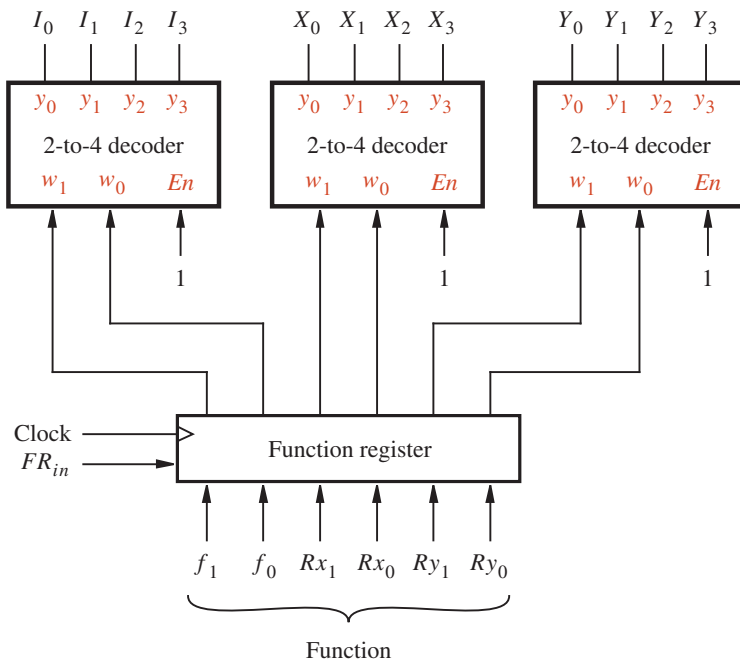 I0 I1 I2 I3 X0 X1 X2 X3 Y0 Y1 Y2 Y3
y0 y1 y2 y3 y0 y1 y2 y3 y0 y1 y2 y3
2-to-4 decoder 2-to-4 decoder 2-to-4 decoder
w1 w0 En w1 w0 En w1 w0 En
1 1 1
Clock
Function register
FRin
f1 f0 Rx1 Rx0 Ry1 Ry0
Function